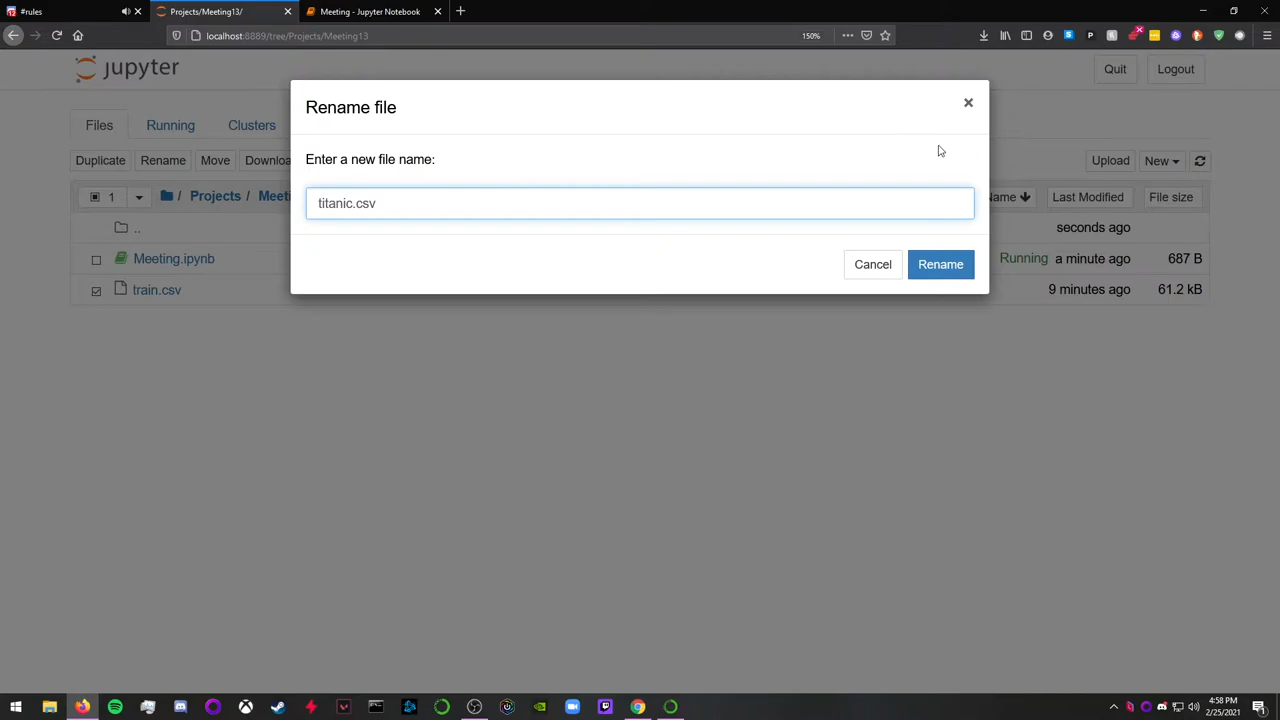 #rules
Projects/Meeting13/
Meeting - Jupyter Notebook
localhost:8889/tree/Projects/Meeting13
150%
jupyter
Quit
Logout
Rename file
Files
Running
Clusters
Enter a new file name:
Duplicate
Rename
Move
Upload
New
titanic.csv
1
/ Projects /
Last Modified
File size
..
seconds ago
Cancel
Rename
Meeting.ipynb
Running
a minute ago
687 B
train.csv
9 minutes ago
61.2 kB
4:58 PM
2/25/2021